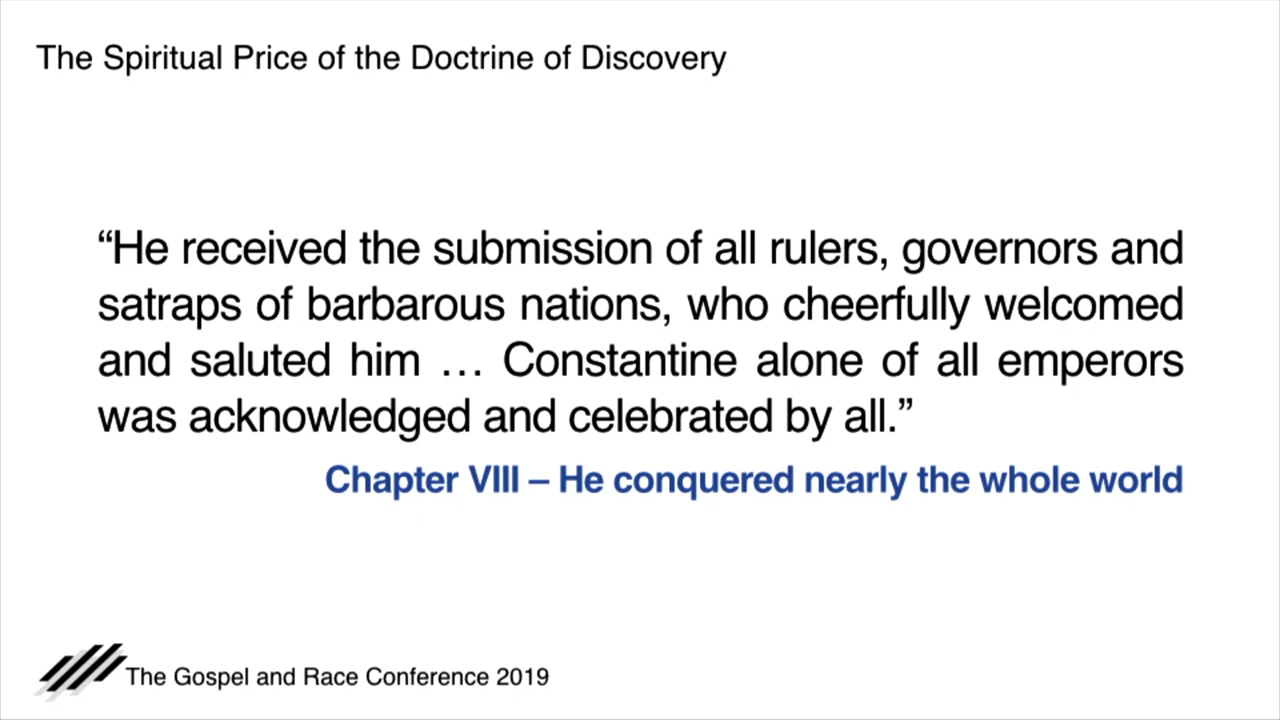 The Spiritual Price of the Doctrine of Discovery
“He received the submission of all rulers, governors and
satraps of barbarous nations, who cheerfully welcomed
and saluted him … Constantine alone of all emperors
was acknowledged and celebrated by all.”
Chapter VIII – He conquered nearly the whole world
The Gospel and Race Conference 2019